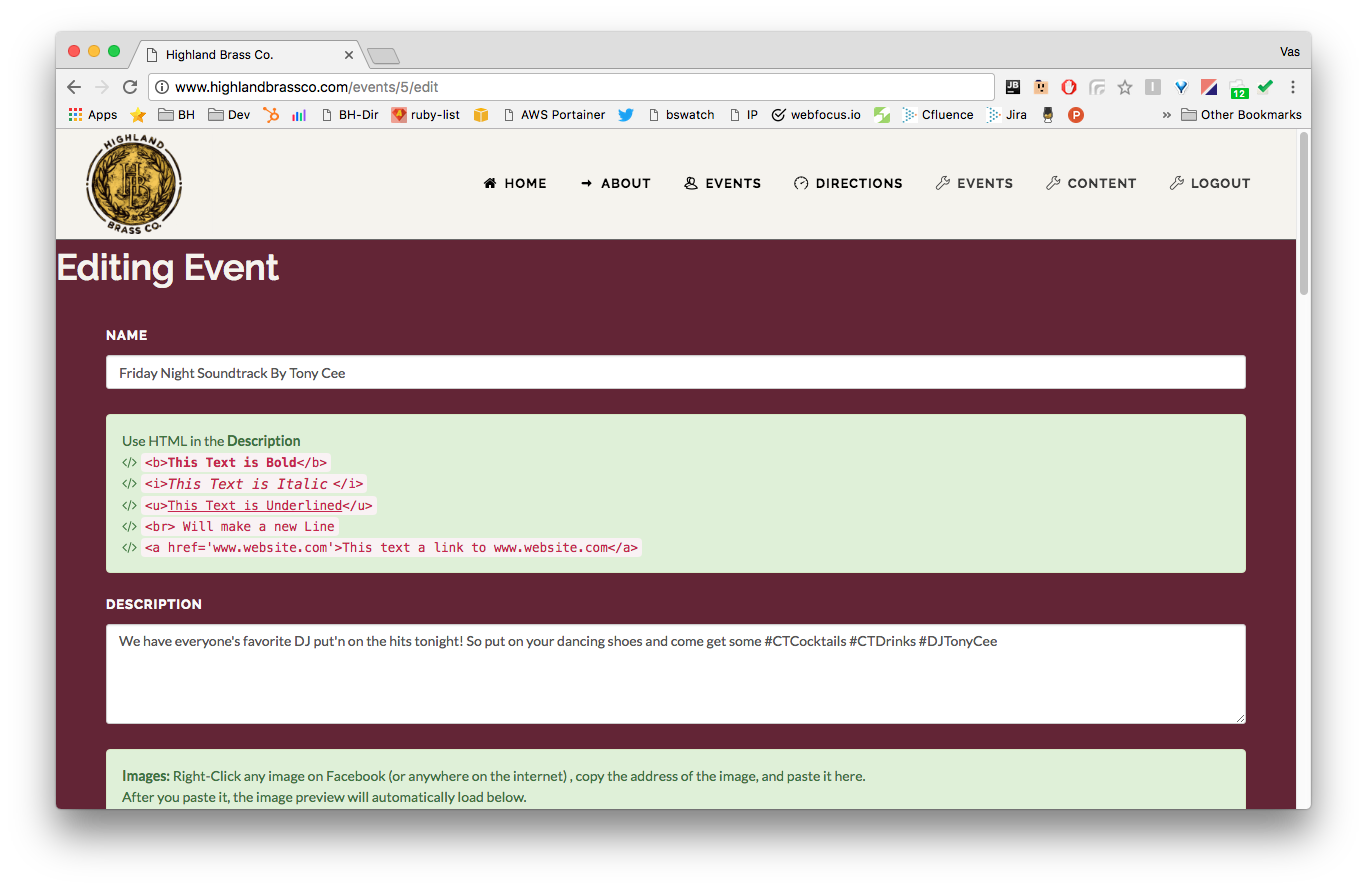 Highland Brass Co.
Vas
www.highlandbrassco.com/events/5/edit
JB
12
Apps BH Dev BH-Dir ruby-list AWS Portainer bswatch IP webfocus.io Cfluence Jira P » Other Bookmarks
HIGHLAND
HB
BRASS CO.
HOME ABOUT EVENTS DIRECTIONS EVENTS CONTENT LOGOUT
Editing Event
NAME
Friday Night Soundtrack By Tony Cee
Use HTML in the Description
</> <b>This Text is Bold</b>
</> <i>This Text is Italic </i>
</> <u>This Text is Underlined</u>
</> <br> Will make a new Line
</> <a href='www.website.com'>This text a link to www.website.com</a>
DESCRIPTION
We have everyone's favorite DJ put'n on the hits tonight! So put on your dancing shoes and come get some #CTCocktails #CTDrinks #DJTonyCee
Images: Right-Click any image on Facebook (or anywhere on the internet) , copy the address of the image, and paste it here.
After you paste it, the image preview will automatically load below.